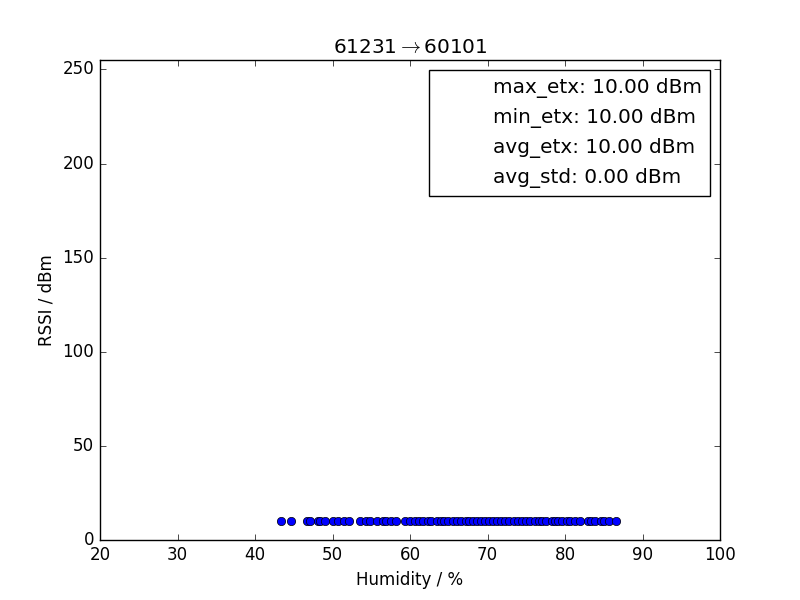 61231→60101
max_etx: 10.00 dBm
min_etx: 10.00 dBm
avg_etx: 10.00 dBm
avg_std: 0.00 dBm
RSSI / dBm
250
200
150
100
50
0
20 30 40 50 60 70 80 90 100
Humidity / %